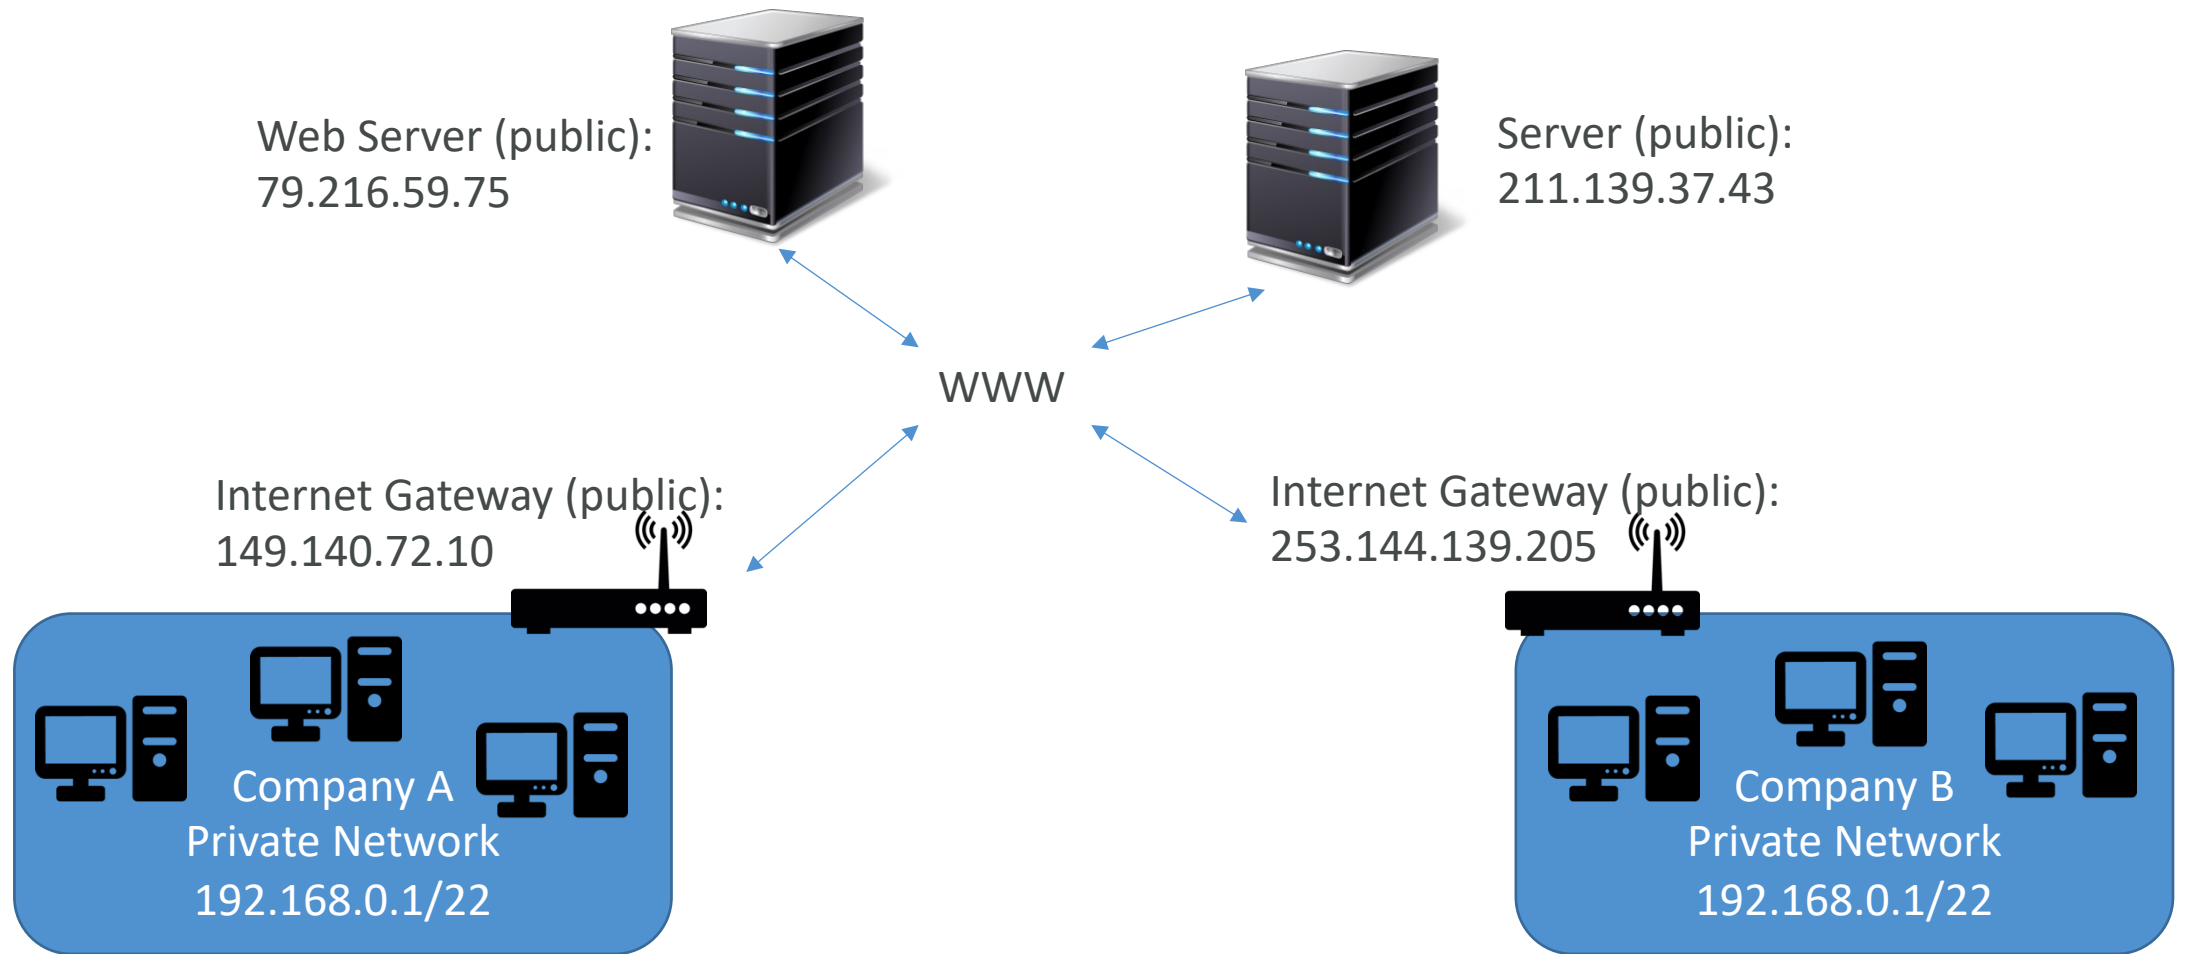 Web Server (public):
79.216.59.75
Server (public):
211.139.37.43
WWW
Internet Gateway (public):
149.140.72.10
Internet Gateway (public):
253.144.139.205
Company A
Private Network
192.168.0.1/22
Company B
Private Network
192.168.0.1/22